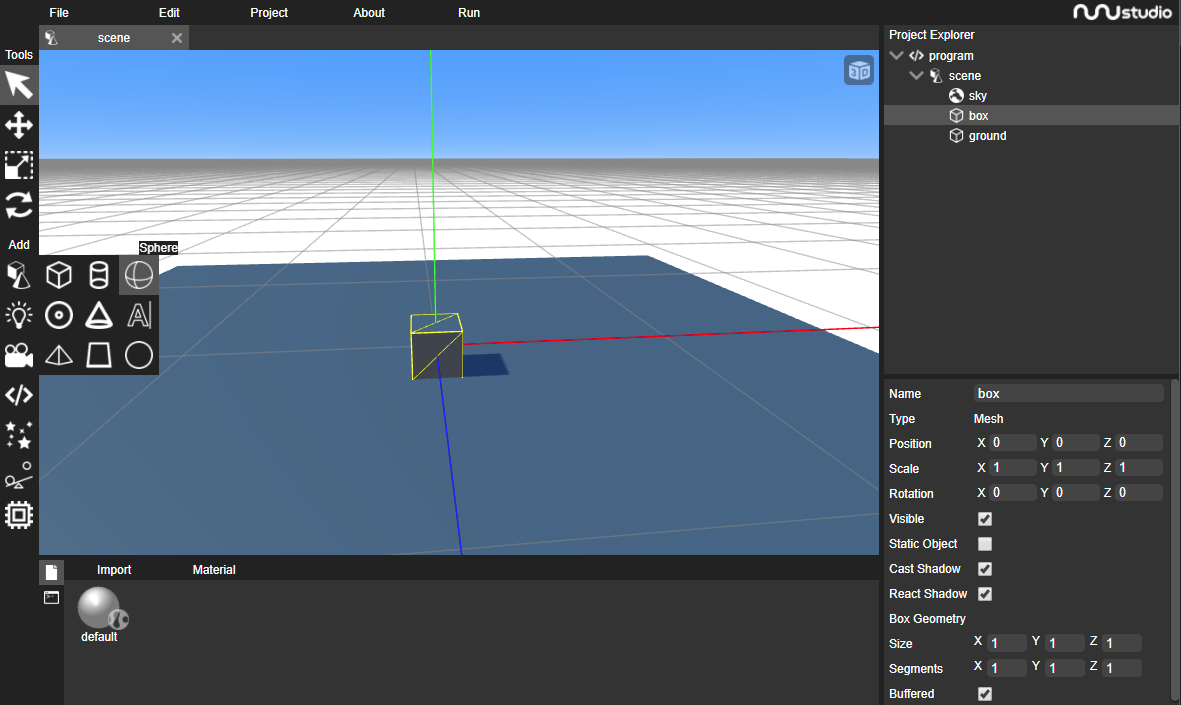 File Edit Project About Run
nunustudio
scene
Project Explorer
Tools
program
scene
sky
box
ground
3D
Add
Sphere
A
Name box
Type Mesh
Position X 0 Y 0 Z 0
Scale X 1 Y 1 Z 1
Rotation X 0 Y 0 Z 0
Visible
Static Object
Cast Shadow
React Shadow
Box Geometry
Size X 1 Y 1 Z 1
Segments X 1 Y 1 Z 1
Buffered
Import Material
default